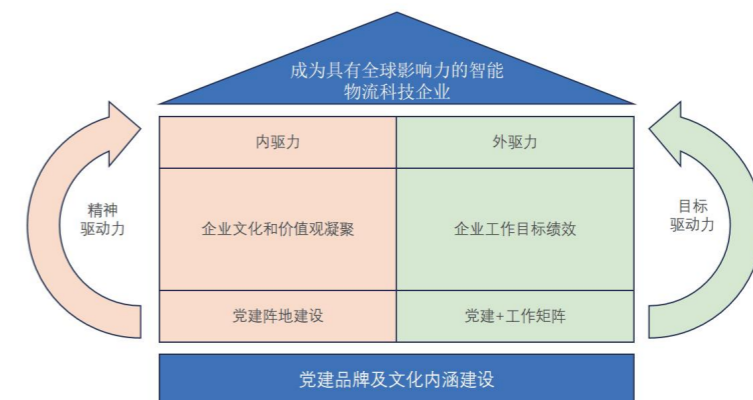 成为具有全球影响力的智能
物流科技企业
内驱力
外驱力
精神
驱动力
企业文化和价值观凝聚
企业工作目标绩效
目标
驱动力
党建阵地建设
党建+工作矩阵
党建品牌及文化内涵建设